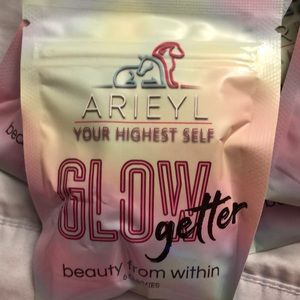 ARIEYL
YOUR HIGHEST SELF
GLOW
getter
beauty from within